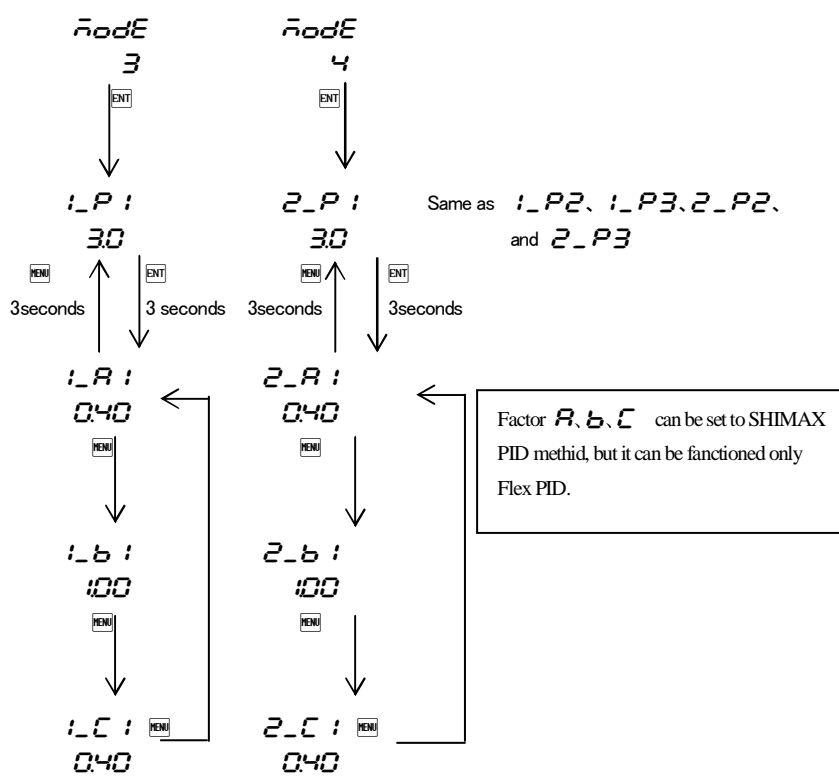 modE modE
3 4
ENT ENT
1_P1 2_P1 Same as 1_P2、1_P3、2_P2、
3.0 3.0 and 2_P3
MENU ENT MENU ENT
3seconds 3 seconds 3seconds 3seconds
1_A1 2_A1
0.40 0.40
MENU MENU
Factor A、b、C can be set to SHIMAX
PID methid, but it can be fanctioned only
Flex PID.
1_b1 2_b1
1.00 1.00
MENU MENU
1_C1 MENU 2_C1 MENU
0.40 0.40